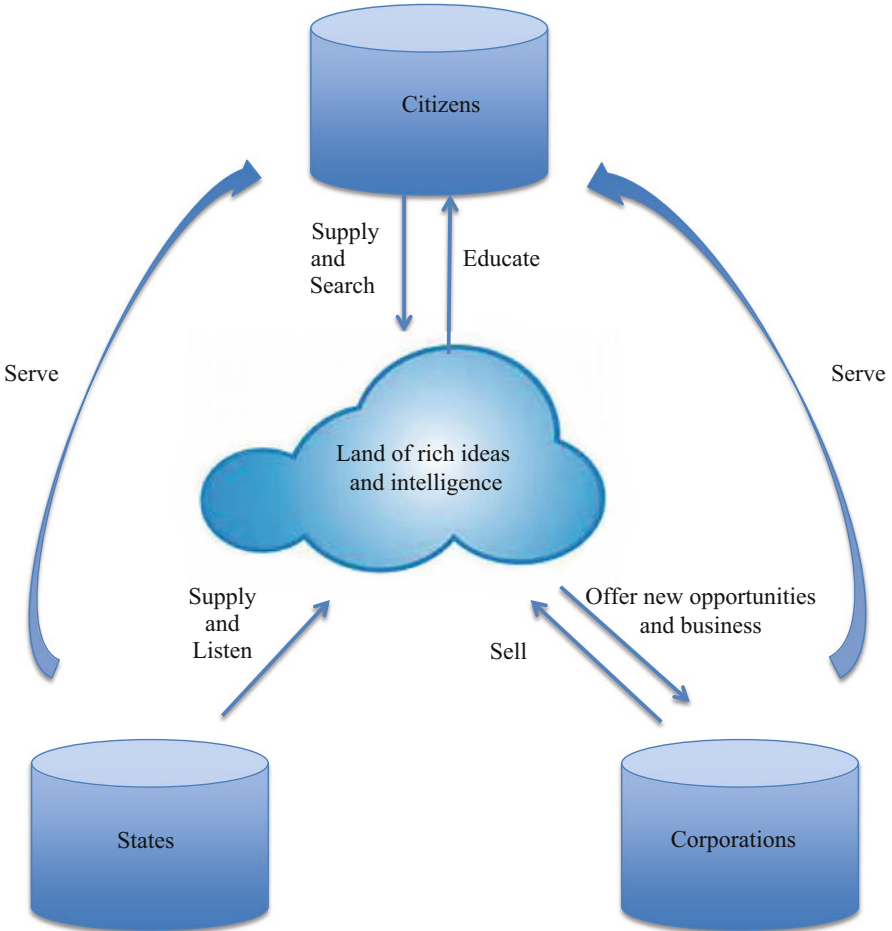 Citizens
Supply
and
Search
Educate
Serve
Serve
Land of rich ideas
and intelligence
Supply
and
Listen
Offer new opportunities
and business
Sell
States
Corporations